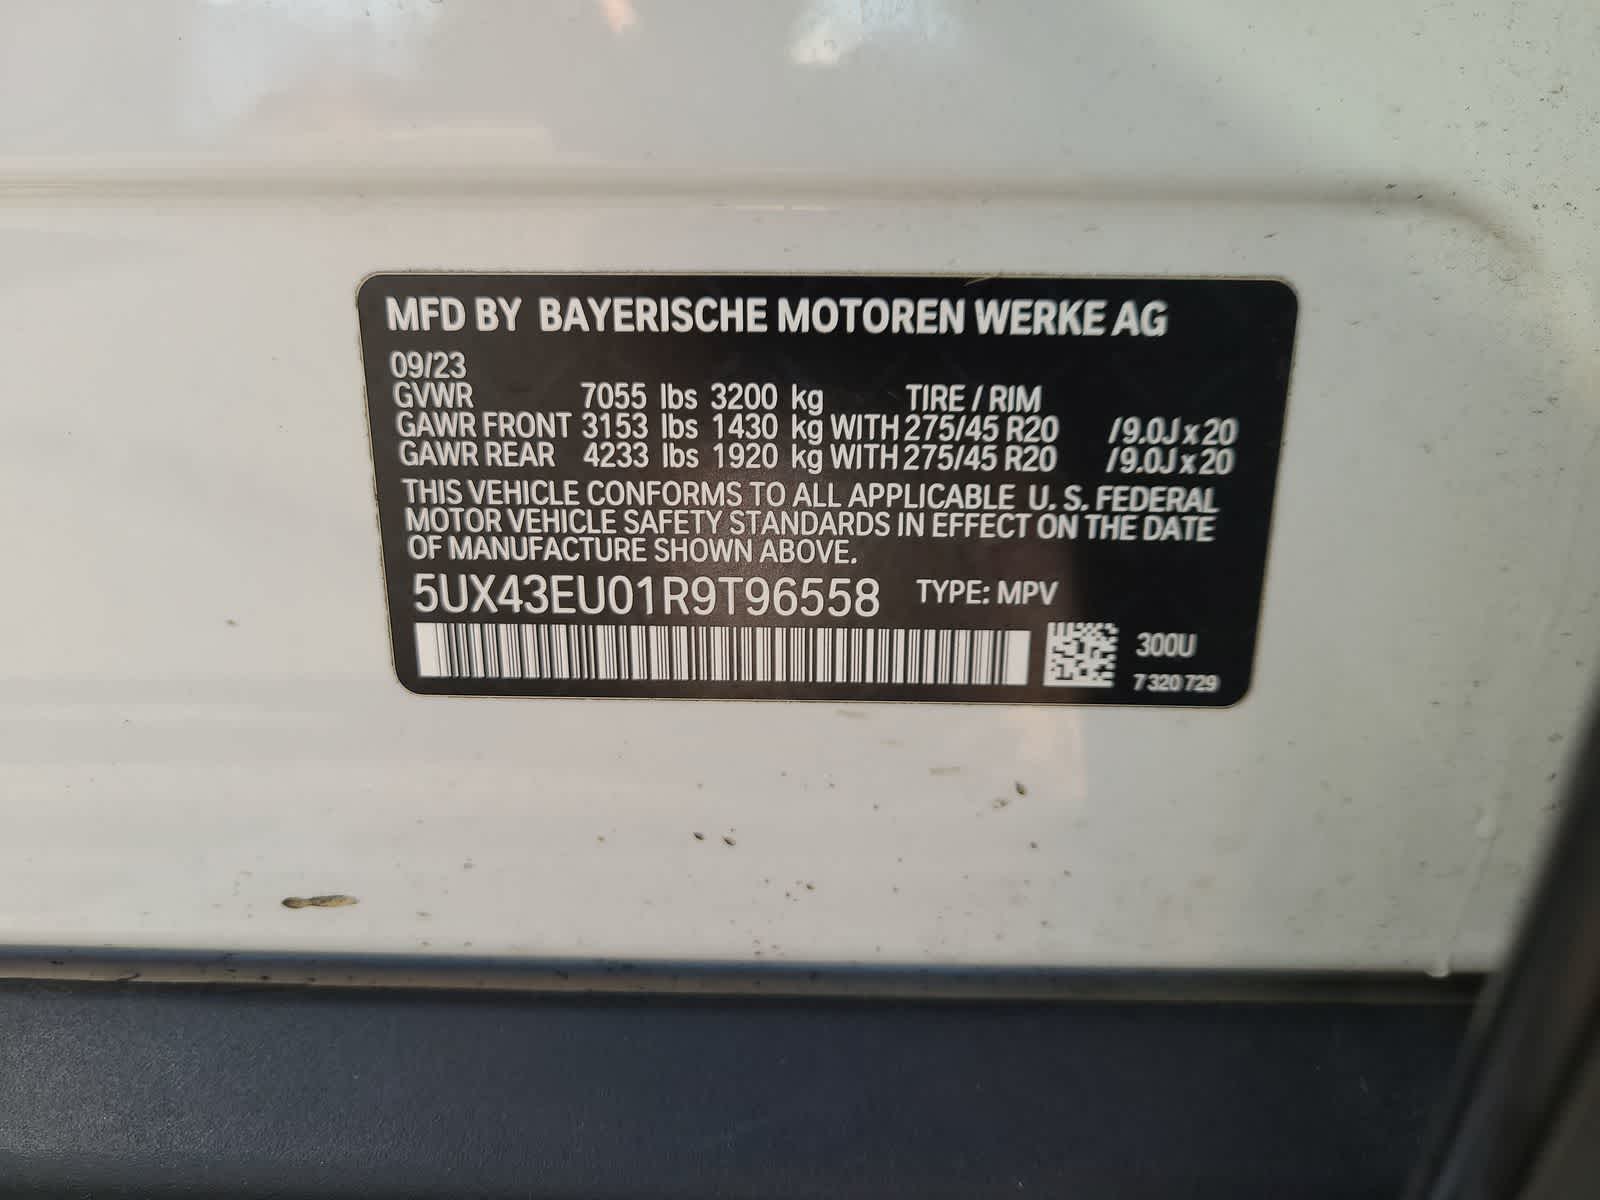 MFD BY BAYERISCHE MOTOREN WERKE AG
09/23
GVWR 7055 lbs 3200 kg TIRE / RIM
GAWR FRONT 3153 lbs 1430 kg WITH 275/45 R20 /9.0J x 20
GAWR REAR 4233 lbs 1920 kg WITH 275/45 R20 /9.0J x 20
THIS VEHICLE CONFORMS TO ALL APPLICABLE U. S. FEDERAL
MOTOR VEHICLE SAFETY STANDARDS IN EFFECT ON THE DATE
OF MANUFACTURE SHOWN ABOVE.
5UX43EU01R9T96558 TYPE: MPV
300U
7 320 729